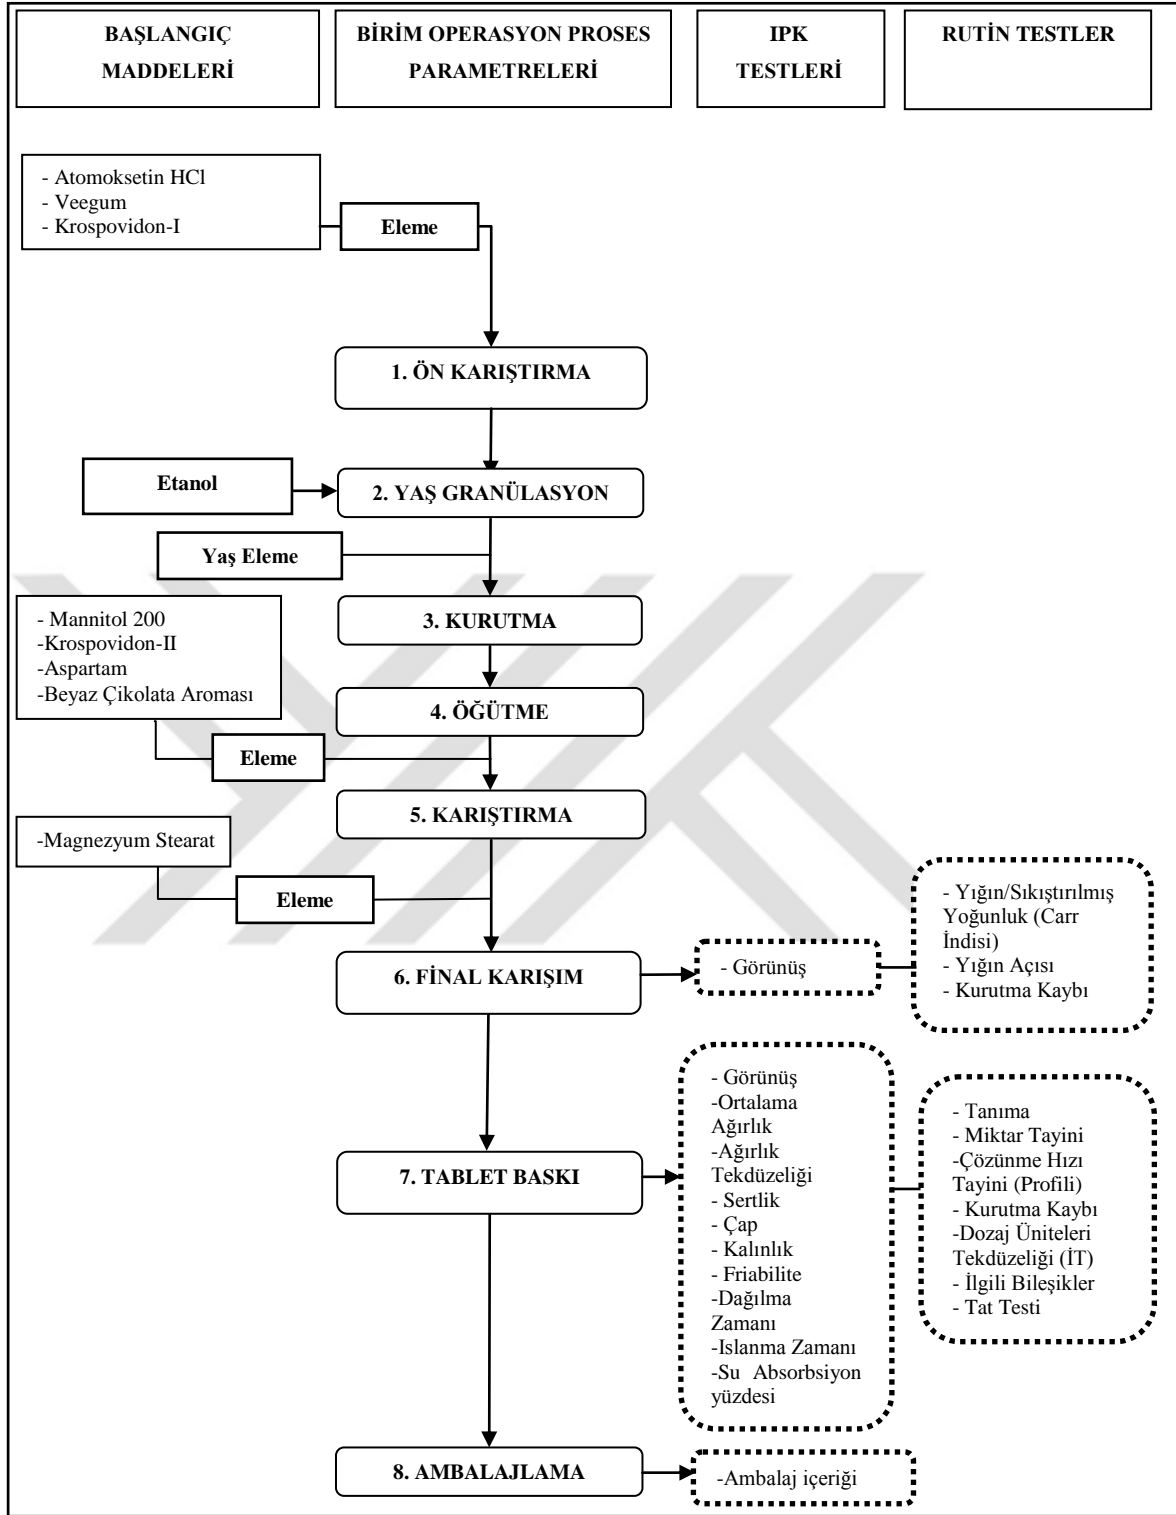 BAŞLANGIÇ
MADDELERİ
BİRİM OPERASYON PROSES
PARAMETRELERİ
IPK
TESTLERİ
RUTİN TESTLER
- Atomoksetin HCl
- Veegum
- Krospovidon-I
Eleme
1. ÖN KARIŞTIRMA
Etanol
2. YAŞ GRANÜLASYON
Yaş Eleme
3. KURUTMA
- Mannitol 200
-Krospovidon-II
-Aspartam
-Beyaz Çikolata Aroması
4. ÖĞÜTME
Eleme
5. KARIŞTIRMA
-Magnezyum Stearat
Eleme
6. FİNAL KARIŞIM
- Görünüş
- Yığın/Sıkıştırılmış
Yoğunluk (Carr
İndisi)
- Yığın Açısı
- Kurutma Kaybı
7. TABLET BASKI
- Görünüş
-Ortalama
Ağırlık
-Ağırlık
Tekdüzeliği
- Sertlik
- Çap
- Kalınlık
- Friabilite
-Dağılma
Zamanı
-Islanma Zamanı
-Su Absorbsiyon
yüzdesi
- Tanıma
- Miktar Tayini
-Çözünme Hızı
Tayini (Profili)
- Kurutma Kaybı
-Dozaj Üniteleri
Tekdüzeliği (İT)
- İlgili Bileşikler
- Tat Testi
8. AMBALAJLAMA
-Ambalaj içeriği